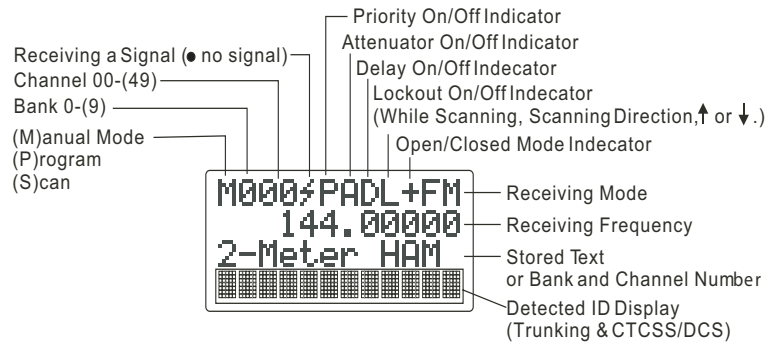 Priority On/Off Indicator
Attenuator On/Off Indicator
Delay On/Off Indecator
Lockout On/Off Indecator
(While Scanning, Scanning Direction,↑ or ↓.)
Open/Closed Mode Indecator
Receiving a Signal (● no signal)
Channel 00-(49)
Bank 0-(9)
(M)anual Mode
(P)rogram
(S)can
M000⚡PADL+FM
144.00000
2-Meter HAM
Receiving Mode
Receiving Frequency
Stored Text
or Bank and Channel Number
Detected ID Display
(Trunking & CTCSS/DCS)